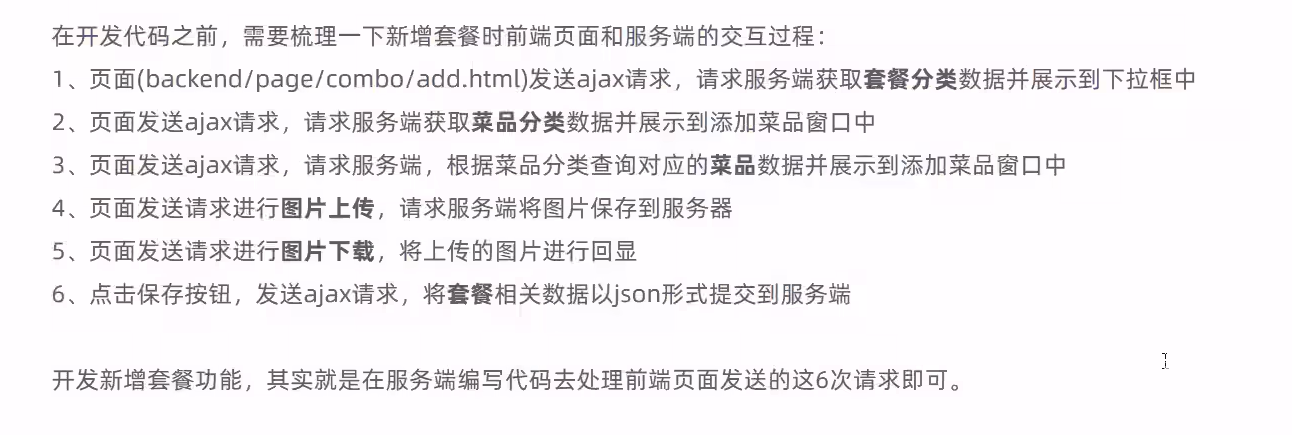 在开发代码之前，需要梳理一下新增套餐时前端页面和服务端的交互过程：
1、页面(backend/page/combo/add.html)发送ajax请求，请求服务端获取套餐分类数据并展示到下拉框中
2、页面发送ajax请求，请求服务端获取菜品分类数据并展示到添加菜品窗口中
3、页面发送ajax请求，请求服务端，根据菜品分类查询对应的菜品数据并展示到添加菜品窗口中
4、页面发送请求进行图片上传，请求服务端将图片保存到服务器
5、页面发送请求进行图片下载，将上传的图片进行回显
6、点击保存按钮，发送ajax请求，将套餐相关数据以json形式提交到服务端
开发新增套餐功能，其实就是在服务端编写代码去处理前端页面发送的这6次请求即可。